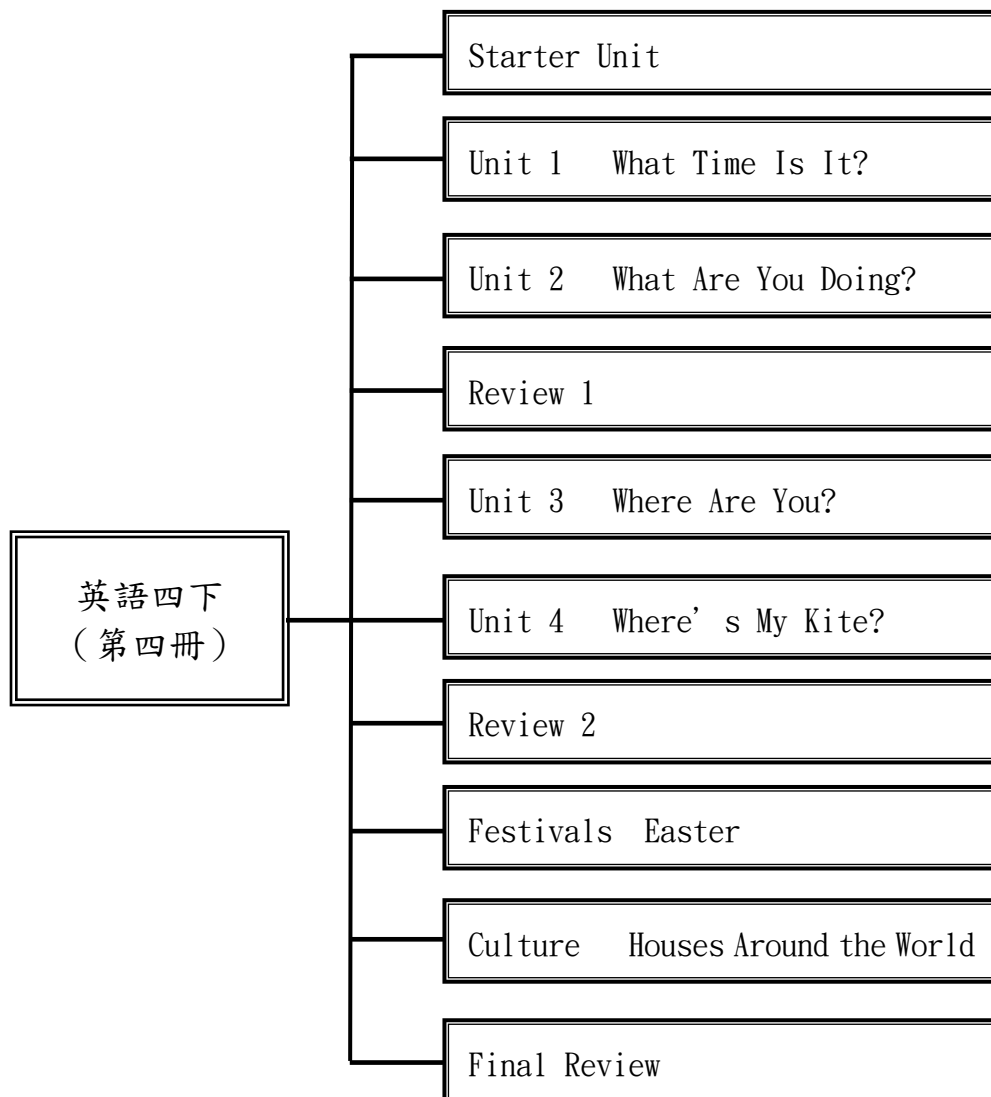 Starter Unit
Unit 1 What Time Is It?
Unit 2 What Are You Doing?
Review 1
Unit 3 Where Are You?
英語四下
（第四冊）
Unit 4 Where’s My Kite?
Review 2
Festivals Easter
Culture Houses Around the World
Final Review